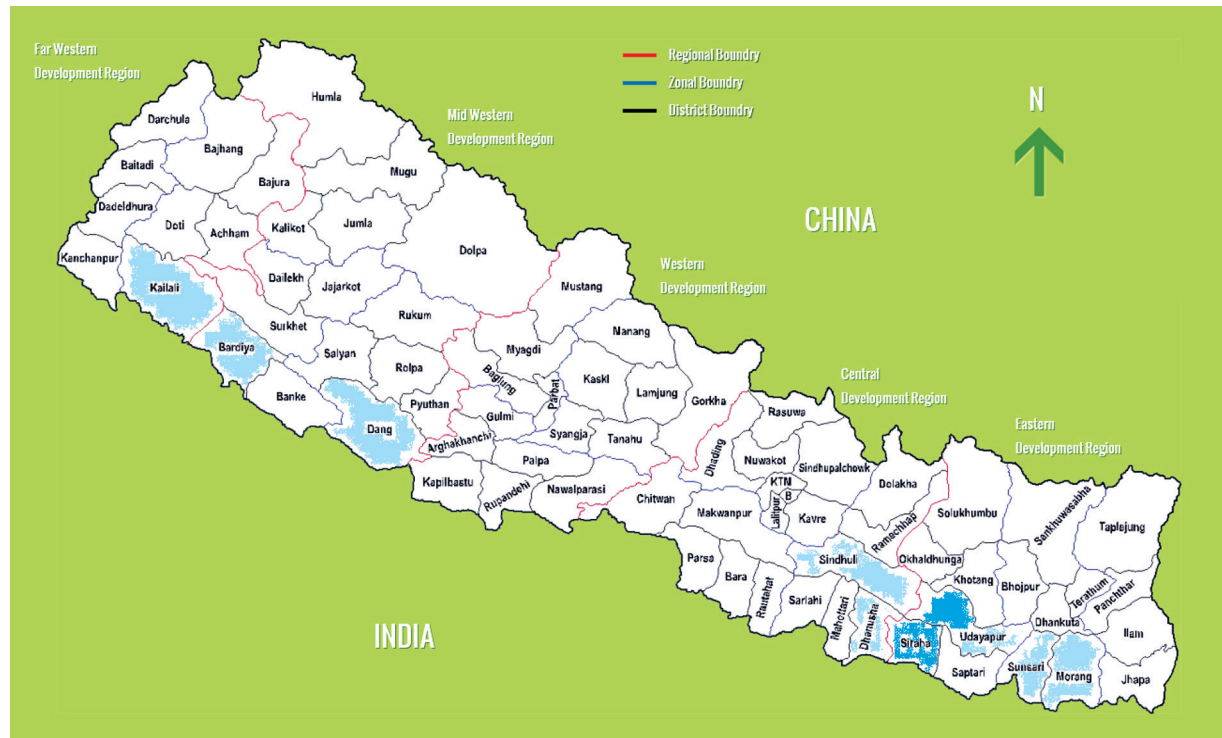 Far Western
Development Region
Regional Boundry
Zonal Boundry
District Boundry
N
Humla
Mid Western
Development Region
Darchula
Bajhang
Baitadi
Mugu
Bajura
Dadeldhura
CHINA
Doti
Achham
Kalikot
Jumla
Dolpa
Kanchanpur
Western
Development Region
Dailekh
Kailali
Jajarkot
Mustang
Rukum
Surkhet
Manang
Bardiya
Salyan
Myagdi
Rolpa
Baglung
Parbat
Kaski
Central
Development Region
Lamjung
Gorkha
Banke
Pyuthan
Rasuwa
Gulmi
Dang
Syangja
Tanahu
Eastern
Development Region
Arghakhanchi
Dhading
Nuwakot
Sindhupalchowk
Palpa
Kapilbastu
Rupandehi
Nawalparasi
Chitwan
KTM
B
Lalitpur
Dolakha
Makwanpur
Kavre
Ramechhap
Solukhumbu
Sankhuwasabha
Taplejung
Parsa
Sindhuli
Okhaldhunga
Bara
Khotang
Bhojpur
Terathum
Panchthar
Rautahat
Sarlahi
Mahottari
Dhanusha
Siraha
Udayapur
Dhankuta
Ilam
INDIA
Saptari
Sunsari
Morang
Jhapa